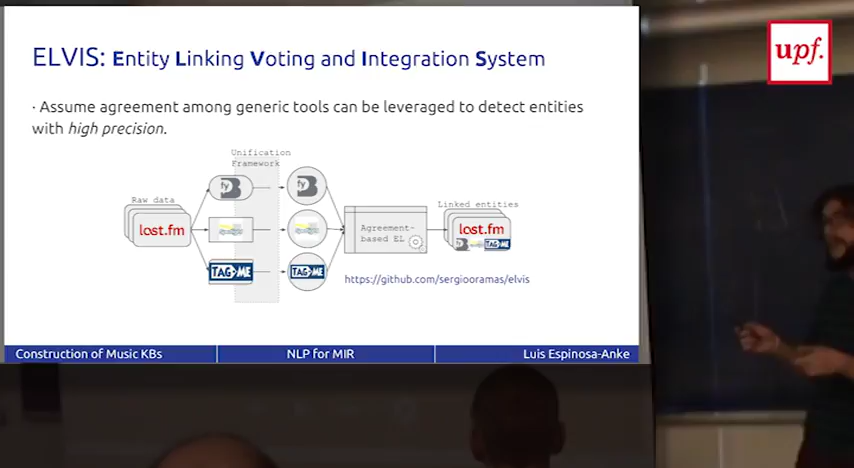 ELVIS: Entity Linking Voting and Integration System
upf.
· Assume agreement among generic tools can be leveraged to detect entities
with high precision.
Unification
Framework
Raw data
last.fm
TAGME
TAGME
Agreement-
based EL
Linked entities
last.fm
TAGME
https://github.com/sergiooramas/elvis
Construction of Music KBs
NLP for MIR
Luis Espinosa-Anke